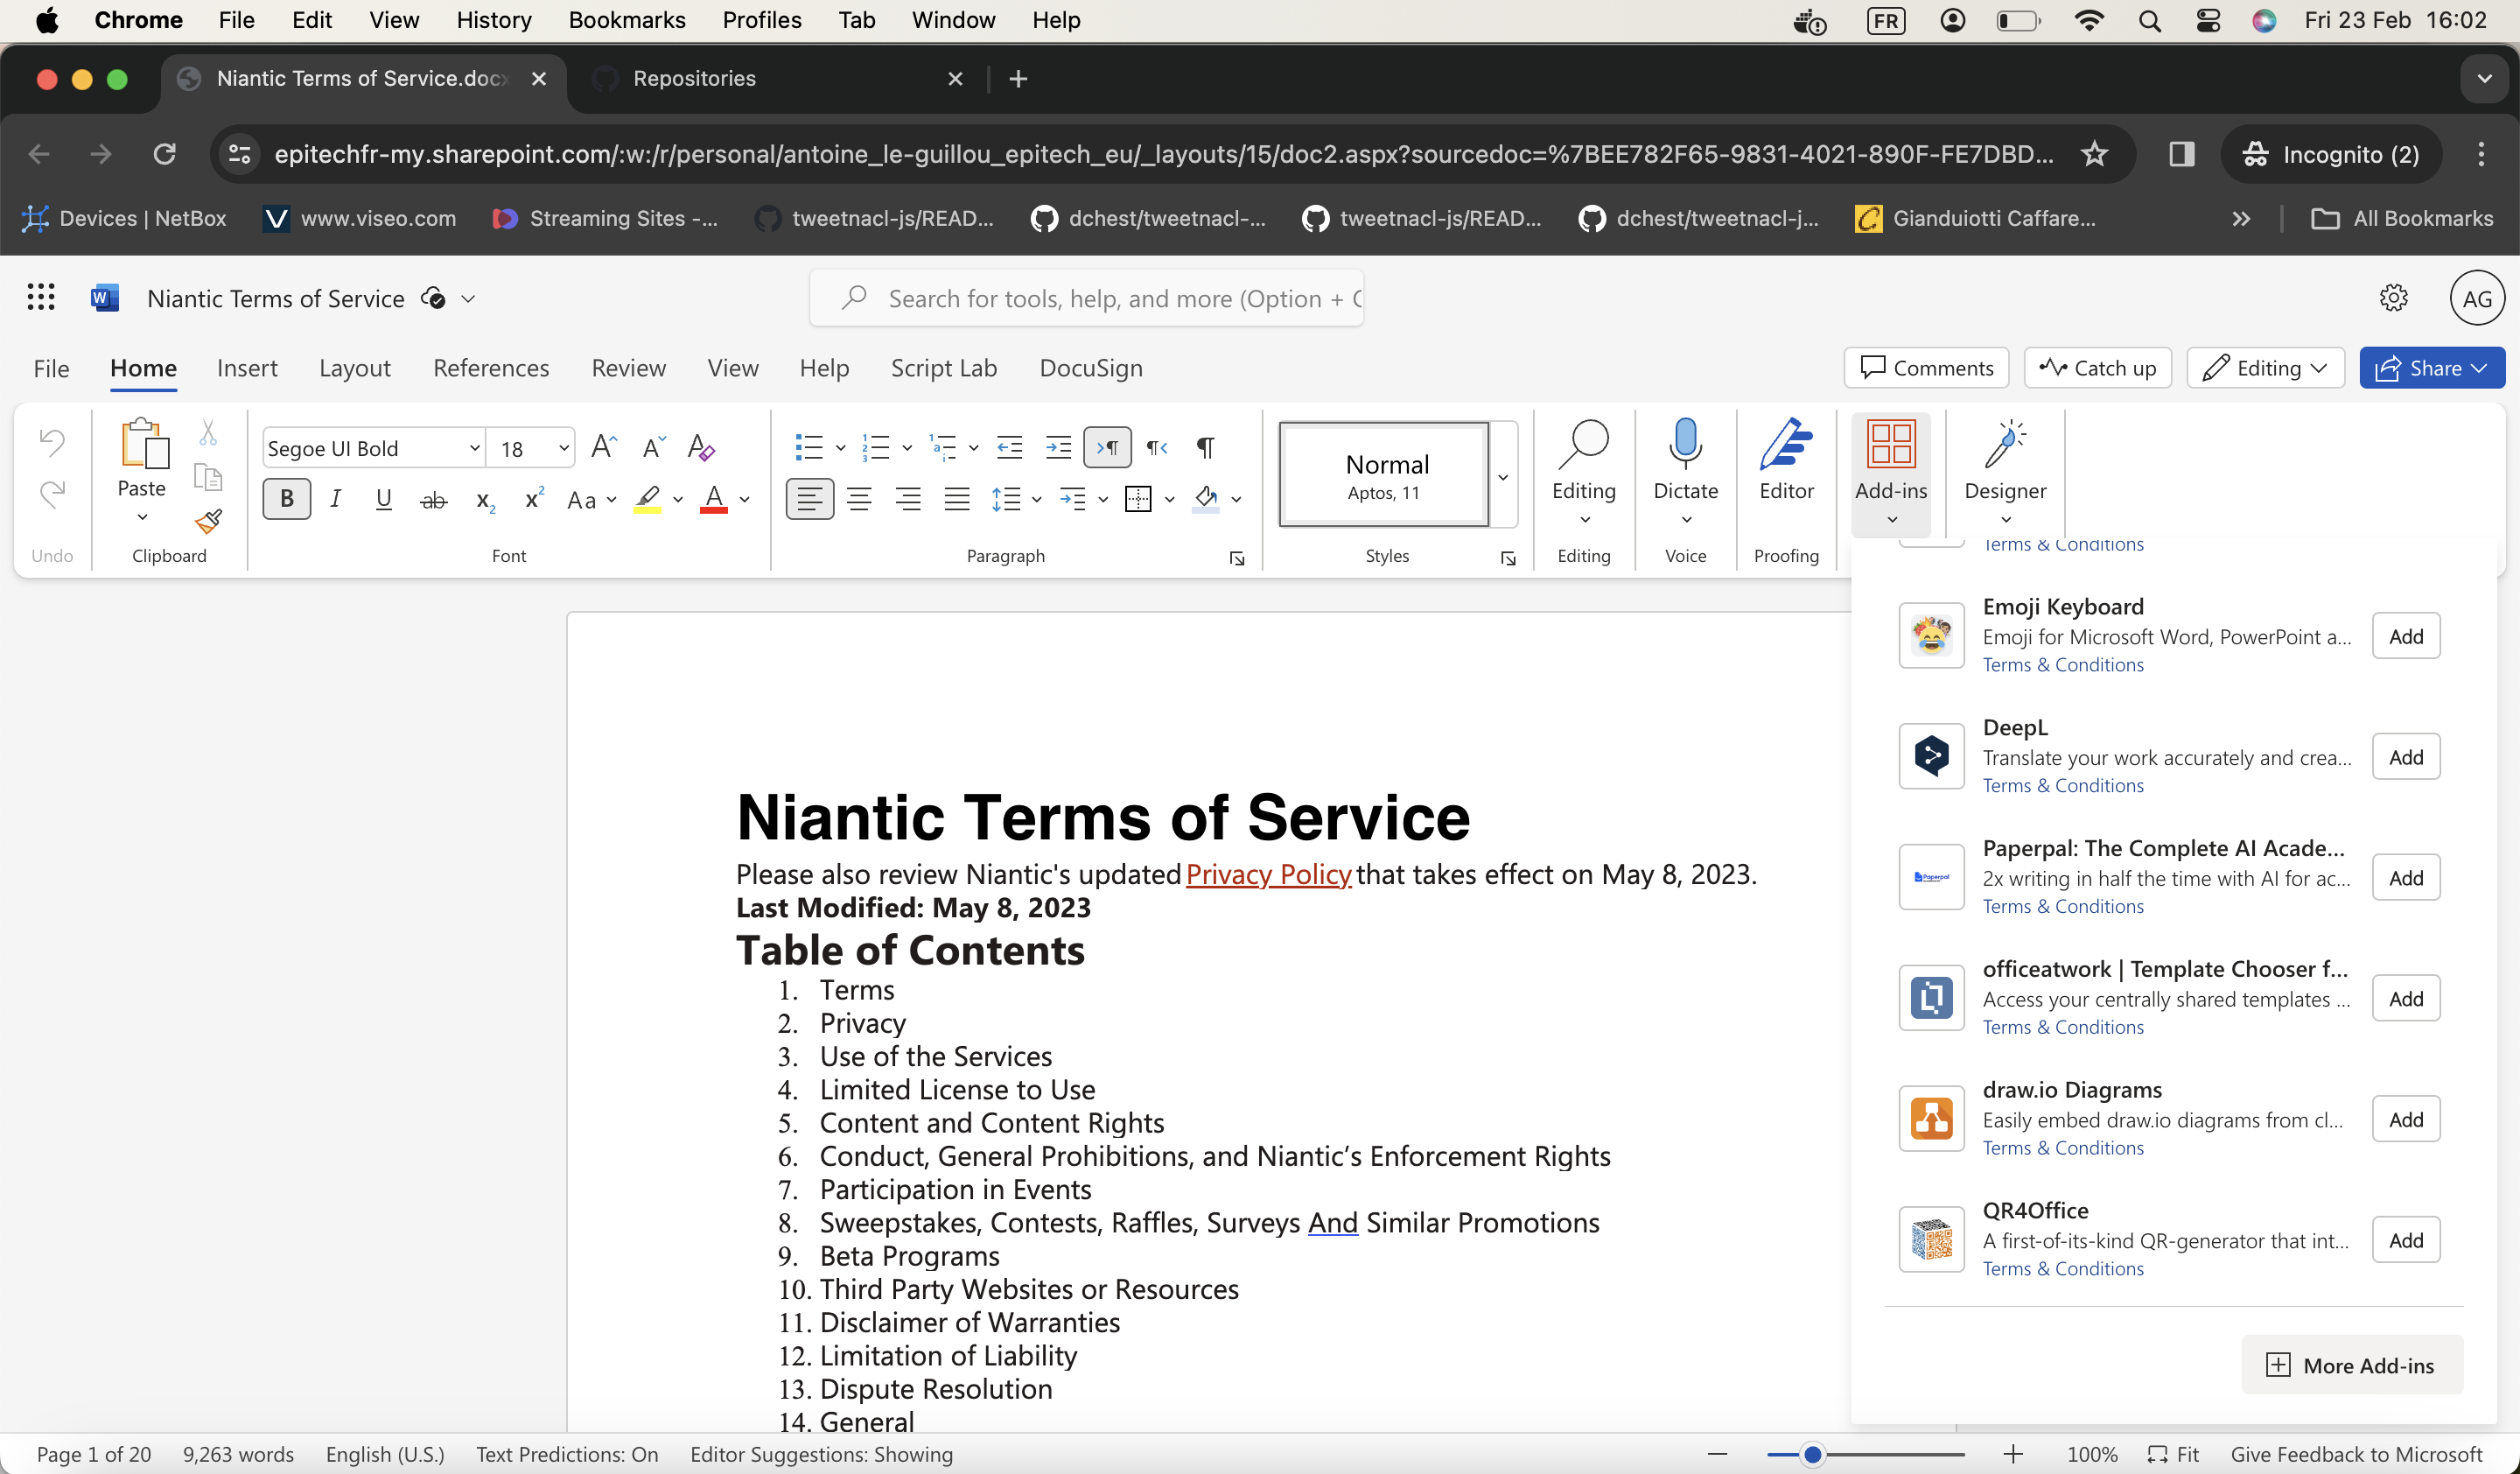 Chrome File Edit View History Bookmarks Profiles Tab Window Help FR Fri 23 Feb 16:02
Niantic Terms of Service.docx Repositories
epitechfr-my.sharepoint.com/:w:/r/personal/antoine_le-guillou_epitech_eu/_layouts/15/doc2.aspx?sourcedoc=%7BEE782F65-9831-4021-890F-FE7DBD... Incognito (2)
Devices | NetBox www.viseo.com Streaming Sites -... tweetnacl-js/READ... dchest/tweetnacl-... tweetnacl-js/READ... dchest/tweetnacl-j... Gianduiotti Caffare... All Bookmarks
Niantic Terms of Service Search for tools, help, and more (Option + AG
File Home Insert Layout References Review View Help Script Lab DocuSign Comments Catch up Editing Share
Segoe UI Bold 18
Paste
Normal
Aptos, 11
Editing Dictate Editor Add-ins Designer
Undo Clipboard Font Paragraph Styles Editing Voice Proofing
Terms & Conditions
Emoji Keyboard
Emoji for Microsoft Word, PowerPoint a... Add
Terms & Conditions
DeepL
Translate your work accurately and crea... Add
Terms & Conditions
Paperpal: The Complete AI Acade...
Paperpal
2x writing in half the time with AI for ac... Add
Terms & Conditions
officeatwork | Template Chooser f...
Access your centrally shared templates ... Add
Terms & Conditions
draw.io Diagrams
Easily embed draw.io diagrams from cl... Add
Terms & Conditions
QR4Office
A first-of-its-kind QR-generator that int... Add
Terms & Conditions
More Add-ins
Niantic Terms of Service
Please also review Niantic's updated Privacy Policy that takes effect on May 8, 2023.
Last Modified: May 8, 2023
Table of Contents
1. Terms
2. Privacy
3. Use of the Services
4. Limited License to Use
5. Content and Content Rights
6. Conduct, General Prohibitions, and Niantic’s Enforcement Rights
7. Participation in Events
8. Sweepstakes, Contests, Raffles, Surveys And Similar Promotions
9. Beta Programs
10. Third Party Websites or Resources
11. Disclaimer of Warranties
12. Limitation of Liability
13. Dispute Resolution
14. General
Page 1 of 20 9,263 words English (U.S.) Text Predictions: On Editor Suggestions: Showing 100% Fit Give Feedback to Microsoft